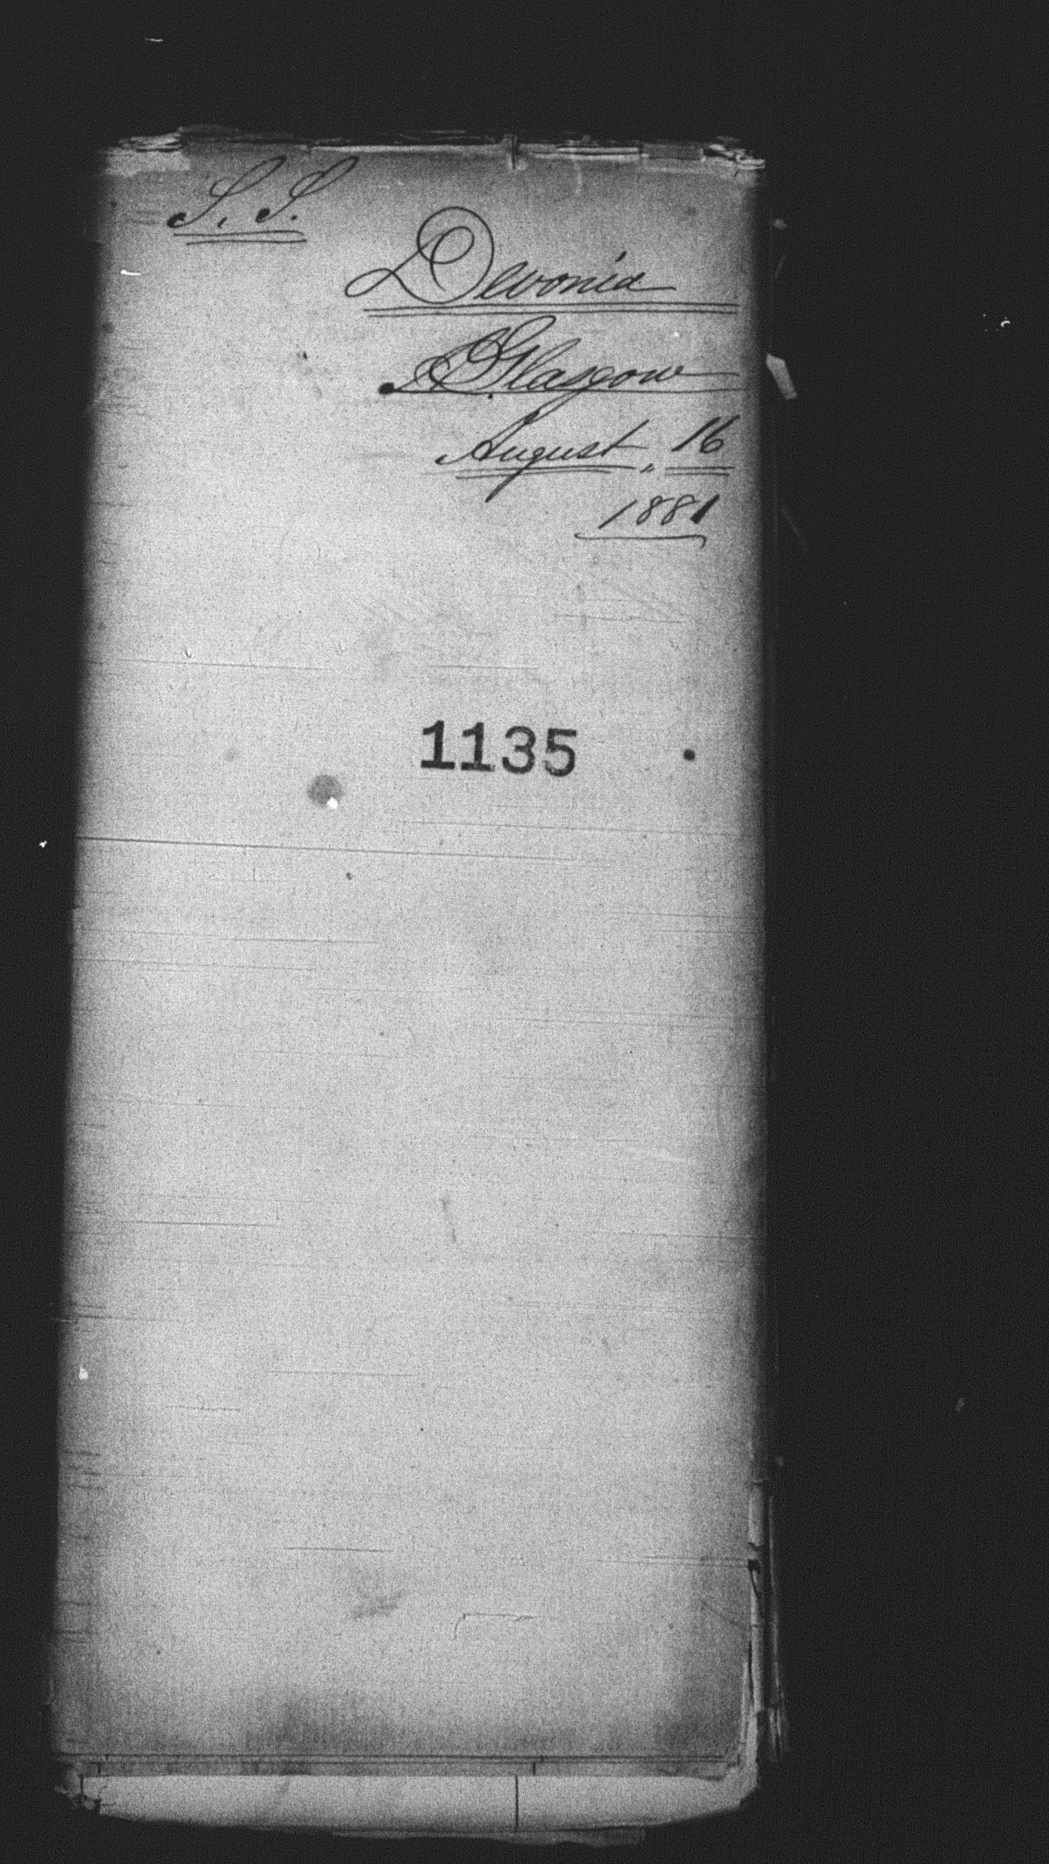 S. S.
Devonia
Glasgow
August „ 16
1881
1135